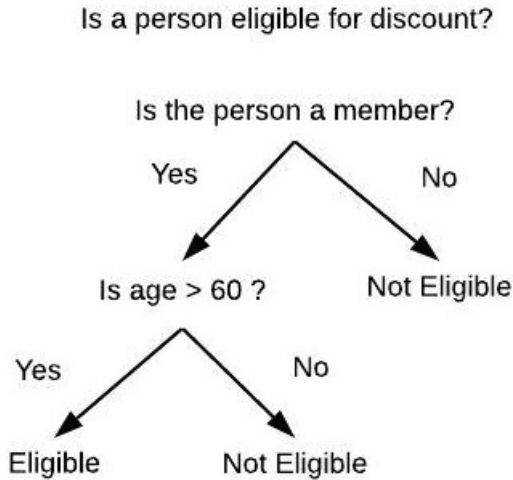 Is a person eligible for discount?
Is the person a member?
Yes
No
Is age > 60 ?
Not Eligible
Yes
No
Eligible
Not Eligible